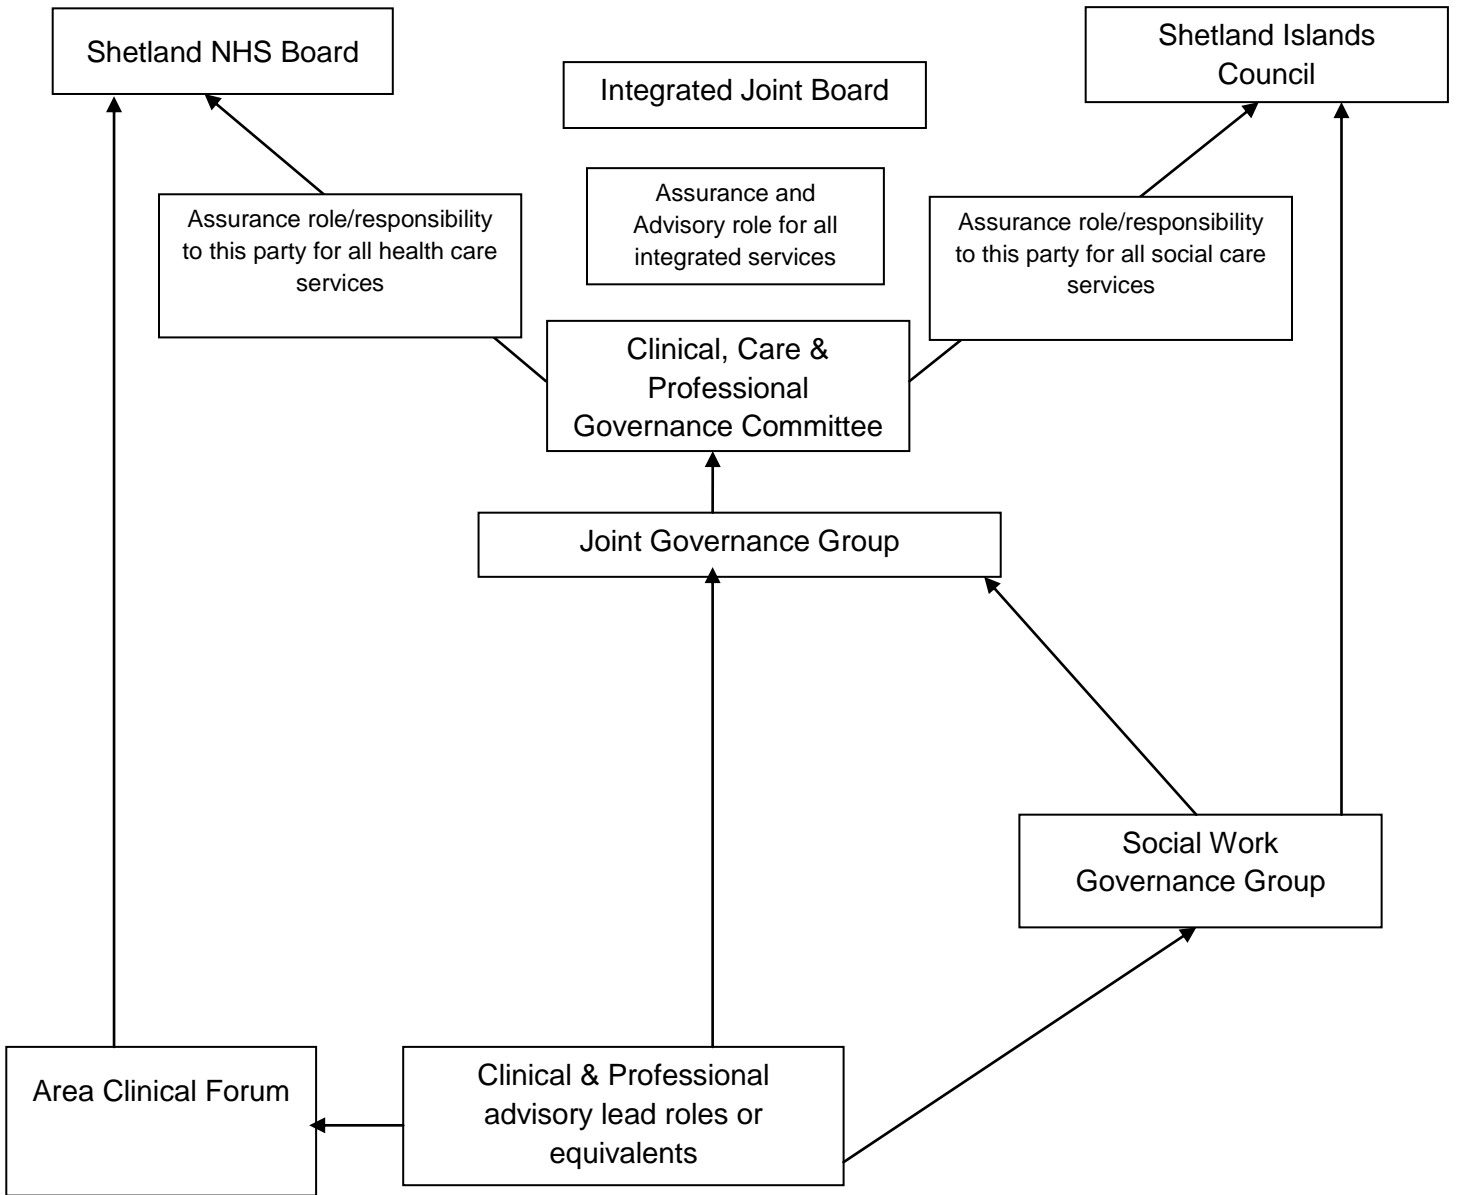 Shetland NHS Board
Shetland Islands
Council
Integrated Joint Board
Assurance role/responsibility
to this party for all health care
services
Assurance and
Advisory role for all
integrated services
Assurance role/responsibility
to this party for all social care
services
Clinical, Care &
Professional
Governance Committee
Joint Governance Group
Social Work
Governance Group
Area Clinical Forum
Clinical & Professional
advisory lead roles or
equivalents